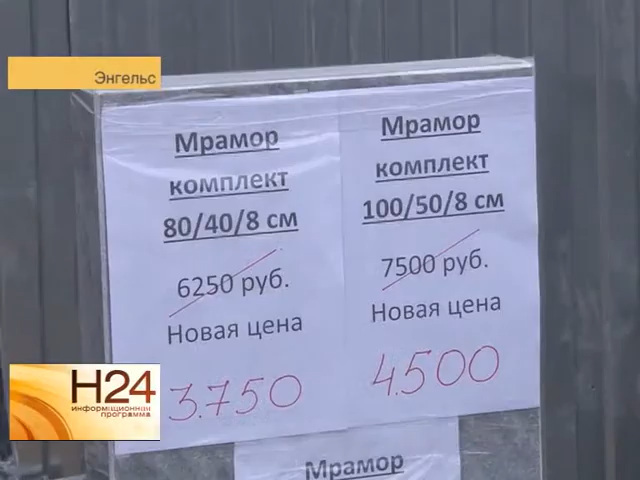 Энгельс
Мрамор
комплект
80/40/8 см
6250 руб.
Новая цена
3.750
Мрамор
комплект
100/50/8 см
7500 руб.
Новая цена
4.500
Н24
информационная
программа
Мрамор